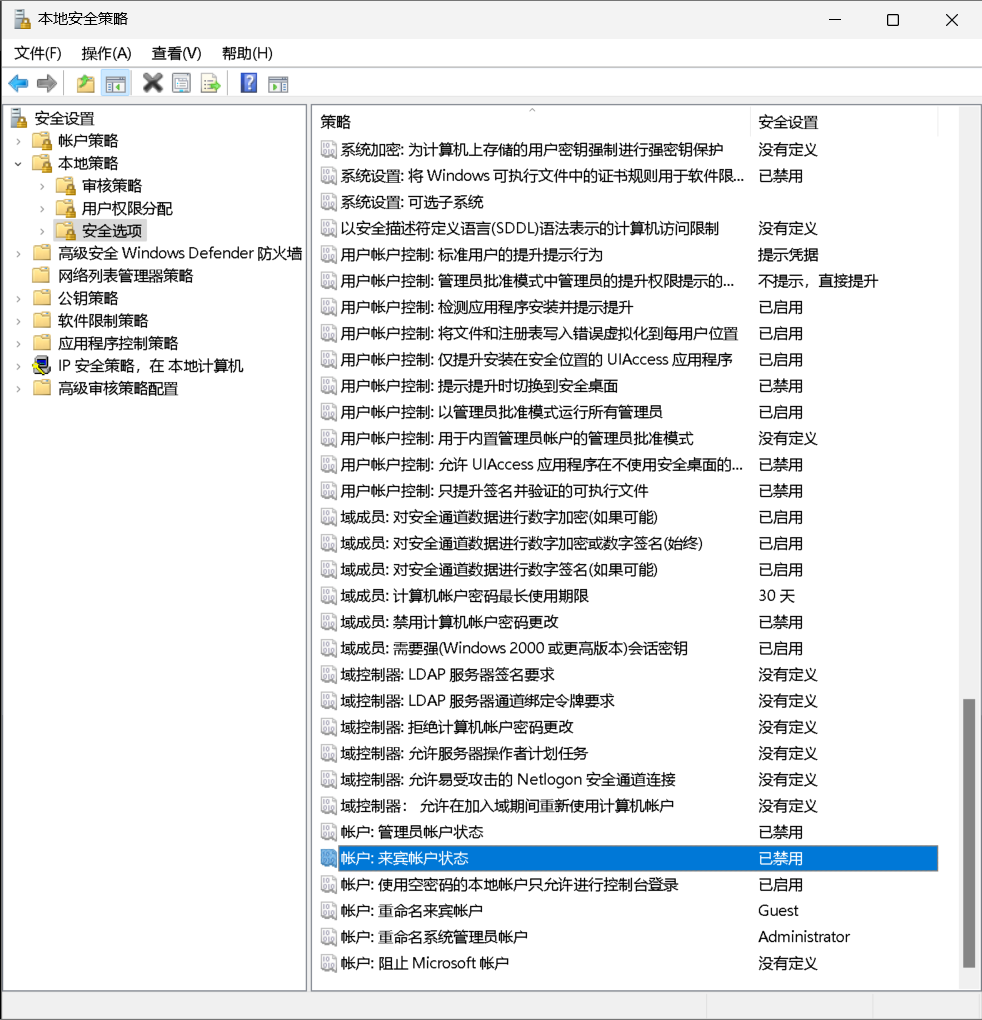 本地安全策略
文件(F) 操作(A) 查看(V) 帮助(H)
安全设置
帐户策略
本地策略
审核策略
用户权限分配
安全选项
高级安全 Windows Defender 防火墙
网络列表管理器策略
公钥策略
软件限制策略
应用程序控制策略
IP 安全策略，在 本地计算机
高级审核策略配置
策略 安全设置
系统加密: 为计算机上存储的用户密钥强制进行强密钥保护 没有定义
系统设置: 将 Windows 可执行文件中的证书规则用于软件限... 已禁用
系统设置: 可选子系统
以安全描述符定义语言(SDDL)语法表示的计算机访问限制 没有定义
用户帐户控制: 标准用户的提升提示行为 提示凭据
用户帐户控制: 管理员批准模式中管理员的提升权限提示的... 不提示，直接提升
用户帐户控制: 检测应用程序安装并提示提升 已启用
用户帐户控制: 将文件和注册表写入错误虚拟化到每用户位置 已启用
用户帐户控制: 仅提升安装在安全位置的 UIAccess 应用程序 已启用
用户帐户控制: 提示提升时切换到安全桌面 已禁用
用户帐户控制: 以管理员批准模式运行所有管理员 已启用
用户帐户控制: 用于内置管理员帐户的管理员批准模式 没有定义
用户帐户控制: 允许 UIAccess 应用程序在不使用安全桌面的... 已禁用
用户帐户控制: 只提升签名并验证的可执行文件 已禁用
域成员: 对安全通道数据进行数字加密(如果可能) 已启用
域成员: 对安全通道数据进行数字加密或数字签名(始终) 已启用
域成员: 对安全通道数据进行数字签名(如果可能) 已启用
域成员: 计算机帐户密码最长使用期限 30 天
域成员: 禁用计算机帐户密码更改 已禁用
域成员: 需要强(Windows 2000 或更高版本)会话密钥 已启用
域控制器: LDAP 服务器签名要求 没有定义
域控制器: LDAP 服务器通道绑定令牌要求 没有定义
域控制器: 拒绝计算机帐户密码更改 没有定义
域控制器: 允许服务器操作者计划任务 没有定义
域控制器: 允许易受攻击的 Netlogon 安全通道连接 没有定义
域控制器： 允许在加入域期间重新使用计算机帐户 没有定义
帐户: 管理员帐户状态 已禁用
帐户: 来宾帐户状态 已禁用
帐户: 使用空密码的本地帐户只允许进行控制台登录 已启用
帐户: 重命名来宾帐户 Guest
帐户: 重命名系统管理员帐户 Administrator
帐户: 阻止 Microsoft 帐户 没有定义